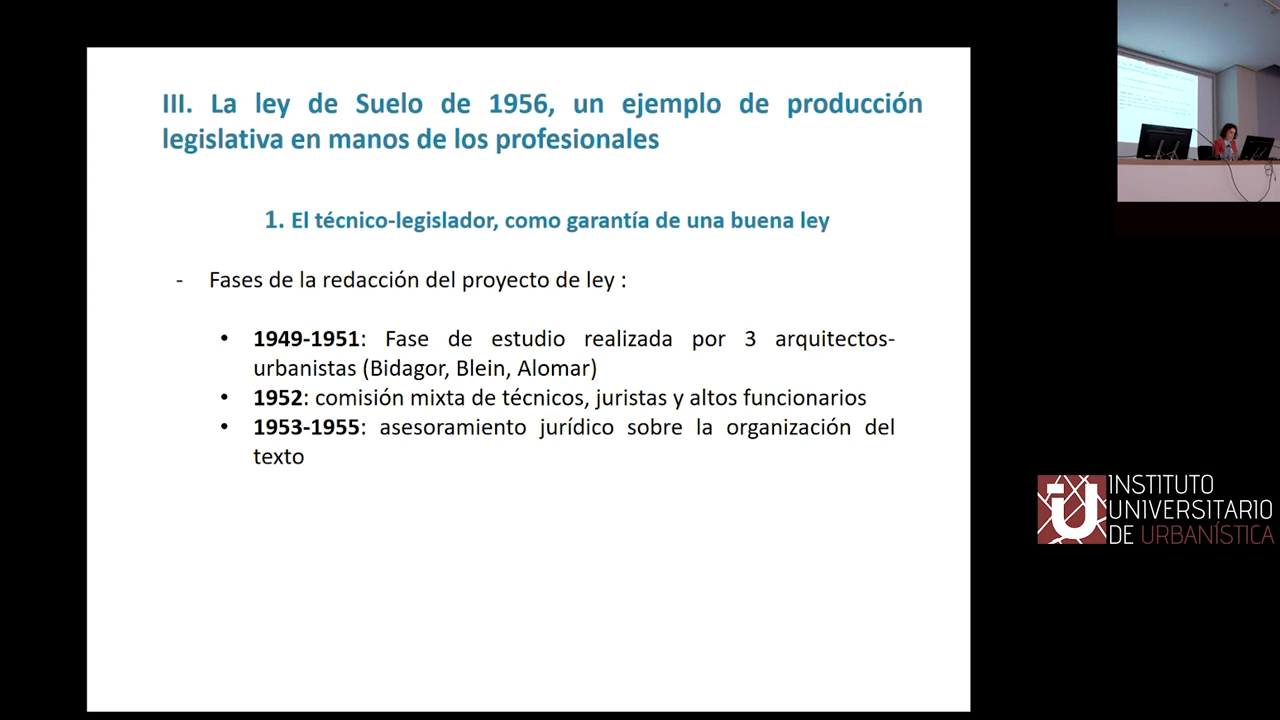 III. La ley de Suelo de 1956, un ejemplo de producción
legislativa en manos de los profesionales
1. El técnico-legislador, como garantía de una buena ley
- Fases de la redacción del proyecto de ley :
• 1949-1951: Fase de estudio realizada por 3 arquitectos-
urbanistas (Bidagor, Blein, Alomar)
• 1952: comisión mixta de técnicos, juristas y altos funcionarios
• 1953-1955: asesoramiento jurídico sobre la organización del
texto
INSTITUTO
UNIVERSITARIO
DE URBANÍSTICA